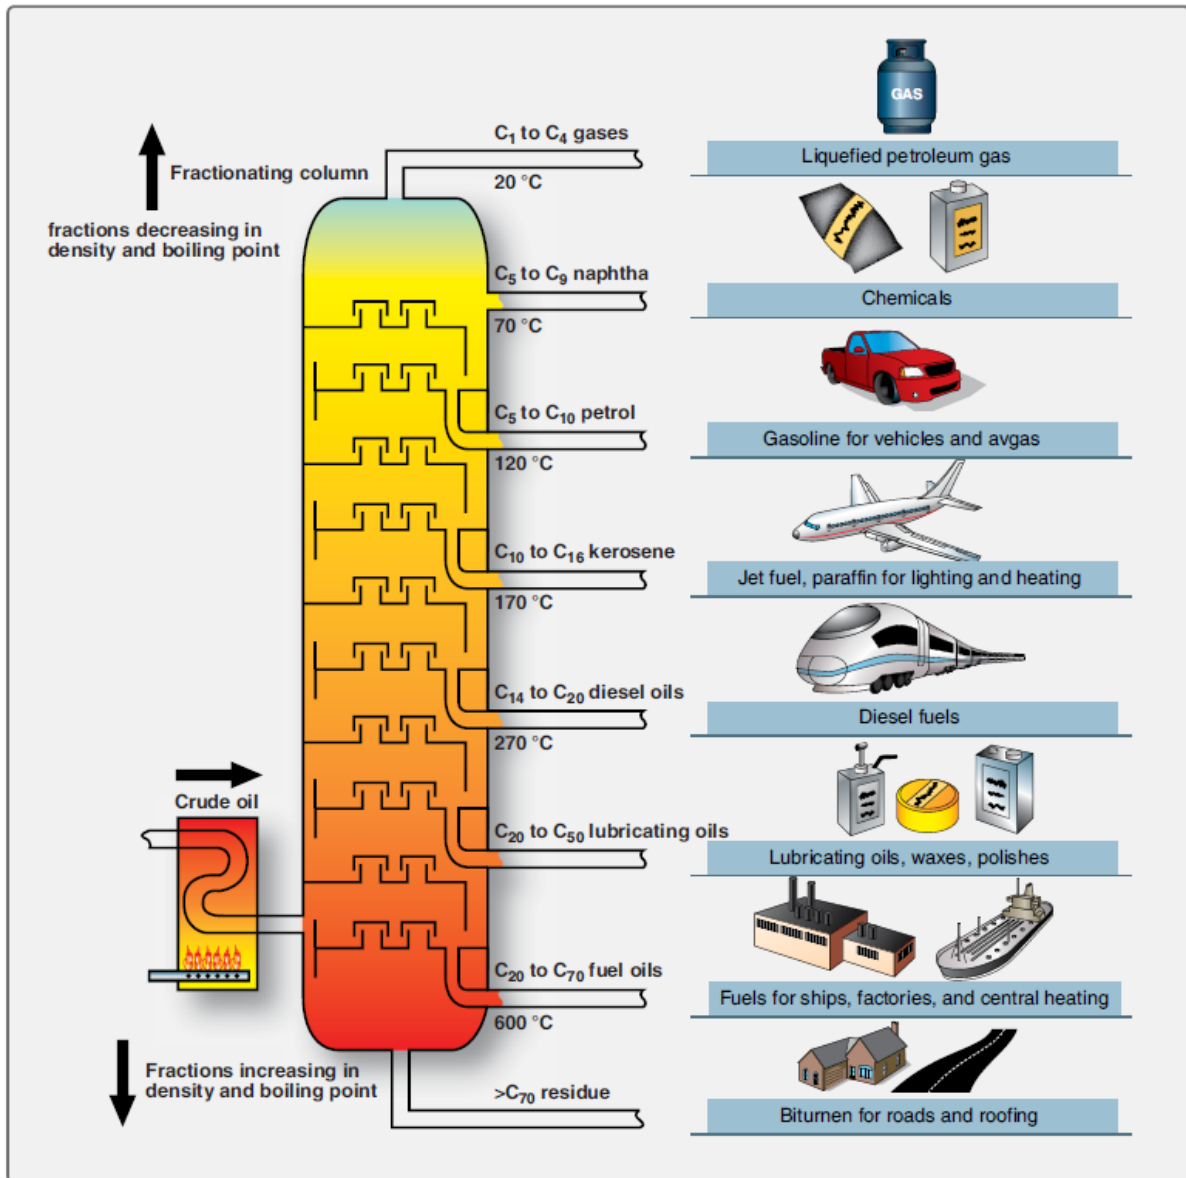 GAS
C₁ to C₄ gases
20 °C
Liquefied petroleum gas
Fractionating column
fractions decreasing in
density and boiling point
C₅ to C₉ naphtha
70 °C
Chemicals
C₅ to C₁₀ petrol
120 °C
Gasoline for vehicles and avgas
C₁₀ to C₁₆ kerosene
170 °C
Jet fuel, paraffin for lighting and heating
C₁₄ to C₂₀ diesel oils
270 °C
Diesel fuels
Crude oil
C₂₀ to C₅₀ lubricating oils
Lubricating oils, waxes, polishes
C₂₀ to C₇₀ fuel oils
600 °C
Fuels for ships, factories, and central heating
Fractions increasing in
density and boiling point
>C₇₀ residue
Biturnen for roads and roofing